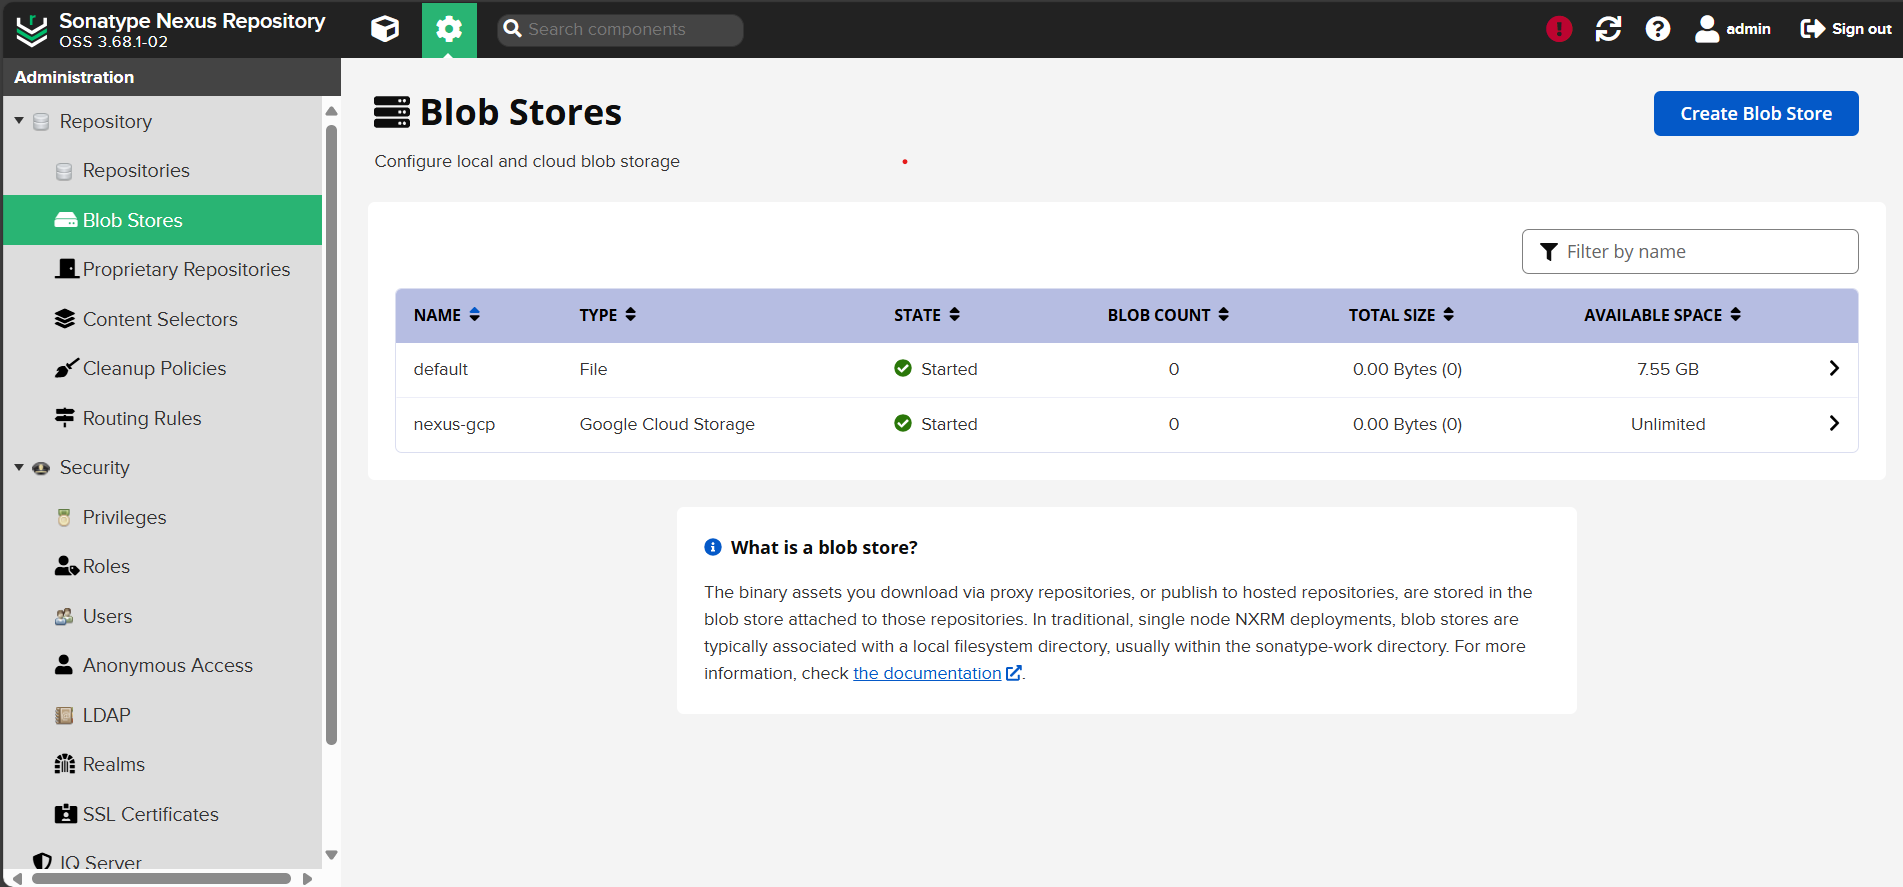 Sonatype Nexus Repository
OSS 3.68.1-02
Search components
admin
Sign out
Administration
Repository
Repositories
Blob Stores
Proprietary Repositories
Content Selectors
Cleanup Policies
Routing Rules
Security
Privileges
Roles
Users
Anonymous Access
LDAP
Realms
SSL Certificates
IQ Server
Blob Stores
Create Blob Store
Configure local and cloud blob storage
Filter by name
NAME TYPE STATE BLOB COUNT TOTAL SIZE AVAILABLE SPACE
default File Started 0 0.00 Bytes (0) 7.55 GB
nexus-gcp Google Cloud Storage Started 0 0.00 Bytes (0) Unlimited
What is a blob store?
The binary assets you download via proxy repositories, or publish to hosted repositories, are stored in the
blob store attached to those repositories. In traditional, single node NXRM deployments, blob stores are
typically associated with a local filesystem directory, usually within the sonatype-work directory. For more
information, check the documentation.